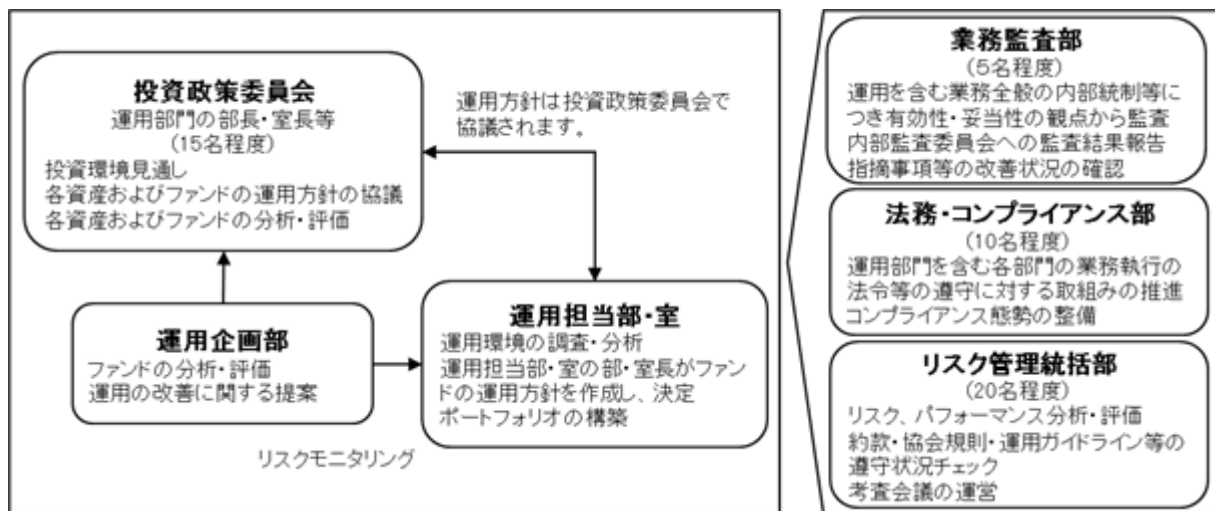 投資政策委員会
運用部門の部長・室長等
(15名程度)
投資環境見通し
各資産およびファンドの運用方針の協議
各資産およびファンドの分析・評価
運用方針は投資政策委員会で
協議されます。
運用企画部
ファンドの分析・評価
運用の改善に関する提案
運用担当部・室
運用環境の調査・分析
運用担当部・室の部・室長がファン
ドの運用方針を作成し、決定
ポートフォリオの構築
リスクモニタリング
業務監査部
(5名程度)
運用を含む業務全般の内部統制等に
つき有効性・妥当性の観点から監査
内部監査委員会への監査結果報告
指摘事項等の改善状況の確認
法務・コンプライアンス部
(10名程度)
運用部門を含む各部門の業務執行の
法令等の遵守に対する取組みの推進
コンプライアンス態勢の整備
リスク管理統括部
(20名程度)
リスク、パフォーマンス分析・評価
約款・協会規則・運用ガイドライン等の
遵守状況チェック
考査会議の運営